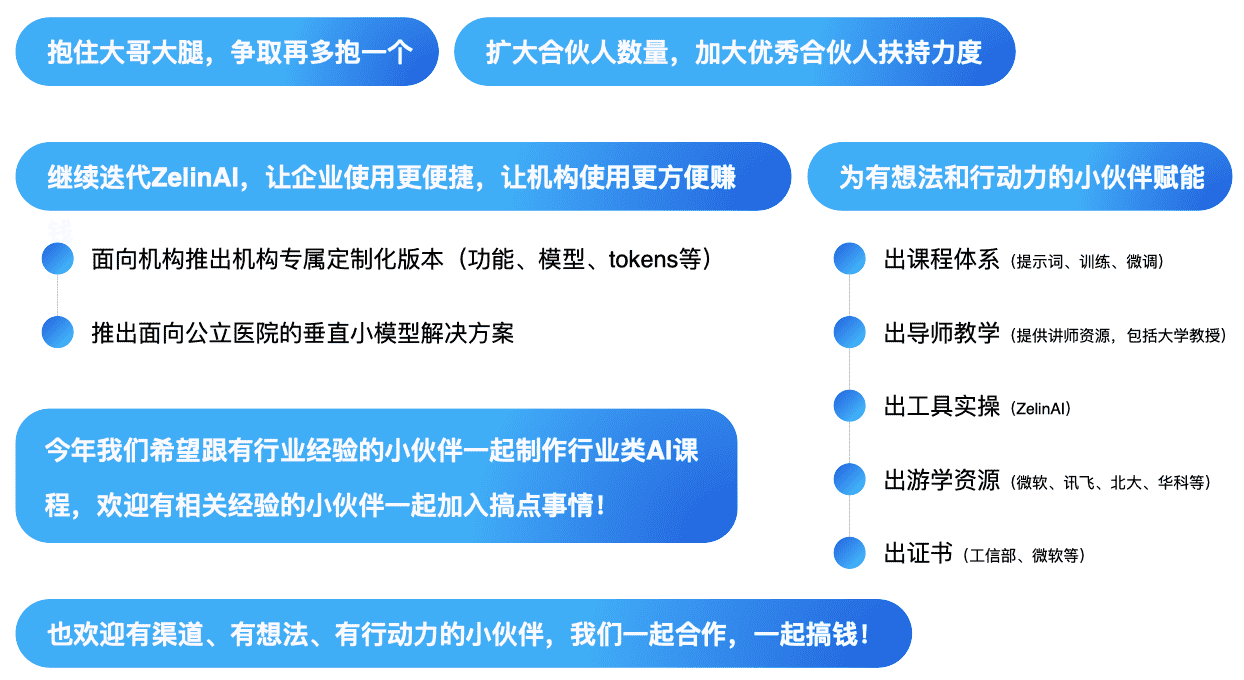 抱住大哥大腿，争取再多抱一个
扩大合伙人数量，加大优秀合伙人扶持力度
继续迭代ZelinAI，让企业使用更便捷，让机构使用更方便赚
钱
面向机构推出机构专属定制化版本（功能、模型、tokens等）
推出面向公立医院的垂直小模型解决方案
为有想法和行动力的小伙伴赋能
出课程体系（提示词、训练、微调）
出导师教学（提供讲师资源，包括大学教授）
出工具实操（ZelinAI）
出游学资源（微软、讯飞、北大、华科等）
出证书（工信部、微软等）
今年我们希望跟有行业经验的小伙伴一起制作行业类AI课
程，欢迎有相关经验的小伙伴一起加入搞点事情！
也欢迎有渠道、有想法、有行动力的小伙伴，我们一起合作，一起搞钱！